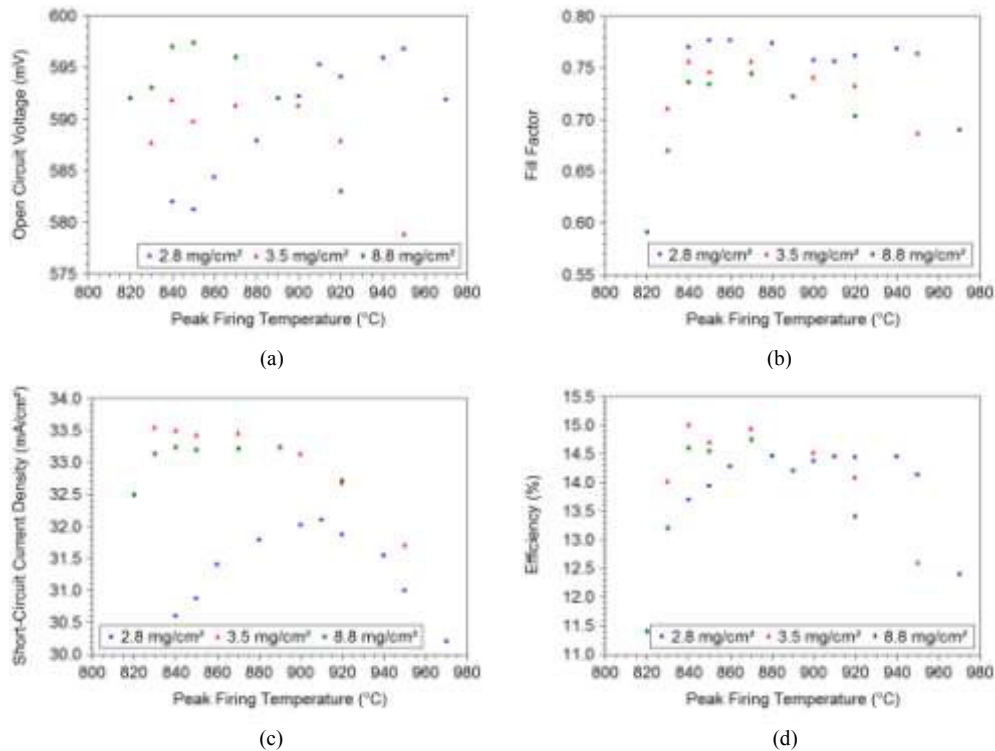 600
595
590
585
580
575
Open Circuit Voltage (mV)
2.8 mg/cm² 3.5 mg/cm² 8.8 mg/cm²
800 820 840 860 880 900 920 940 960 980
Peak Firing Temperature (°C)
(a)
0.80
0.75
0.70
0.65
0.60
0.55
Fill Factor
2.8 mg/cm² 3.5 mg/cm² 8.8 mg/cm²
800 820 840 860 880 900 920 940 960 980
Peak Firing Temperature (°C)
(b)
34.0
33.5
33.0
32.5
32.0
31.5
31.0
30.5
30.0
Short-Circuit Current Density (mA/cm²)
2.8 mg/cm² 3.5 mg/cm² 8.8 mg/cm²
800 820 840 860 880 900 920 940 960 980
Peak Firing Temperature (°C)
(c)
15.5
15.0
14.5
14.0
13.5
13.0
12.5
12.0
11.5
11.0
Efficiency (%)
2.8 mg/cm² 3.5 mg/cm² 8.8 mg/cm²
800 820 840 860 880 900 920 940 960 980
Peak Firing Temperature (°C)
(d)